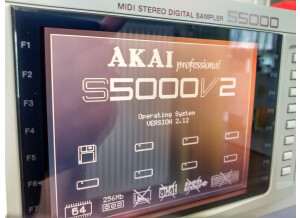 MIDI STEREO DIGITAL SAMPLER S5000
F1
F2
F3
F4
F5
F6
F7
AKAI professional
S5000V2
Operating System
VERSION 2.12
256Mb
64